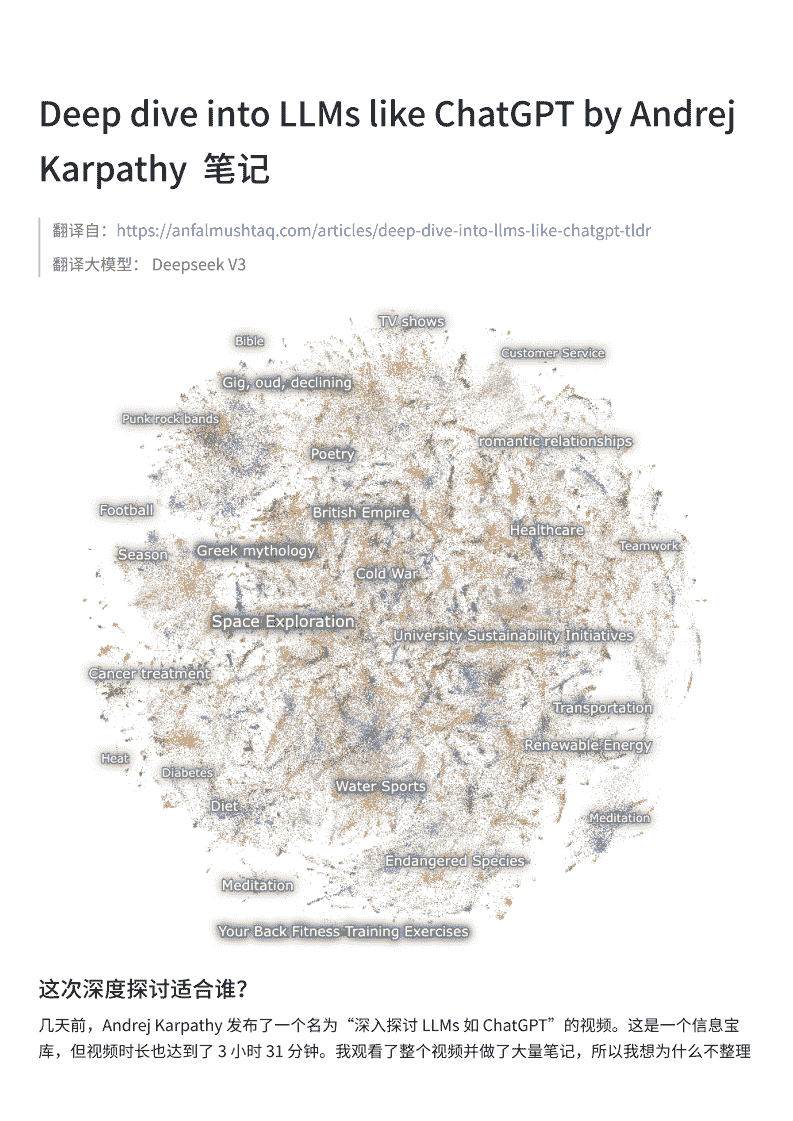 Deep dive into LLMs like ChatGPT by Andrej
Karpathy 笔记
翻译自：https://anfalmushtaq.com/articles/deep-dive-into-llms-like-chatgpt-tldr
翻译大模型： Deepseek V3
TV shows
Bible
Customer Service
Gig, oud, declining
Punk rock bands
romantic relationships
Poetry
Football
British Empire
Healthcare
Teamwork
Season
Greek mythology
Cold War
Space Exploration
University Sustainability Initiatives
Cancer treatment
Transportation
Renewable Energy
Heat
Diabetes
Water Sports
Diet
Meditation
Endangered Species
Meditation
Your Back Fitness Training Exercises
这次深度探讨适合谁？
几天前，Andrej Karpathy 发布了一个名为“深入探讨 LLMs 如 ChatGPT”的视频。这是一个信息宝
库，但视频时长也达到了 3 小时 31 分钟。我观看了整个视频并做了大量笔记，所以我想为什么不整理